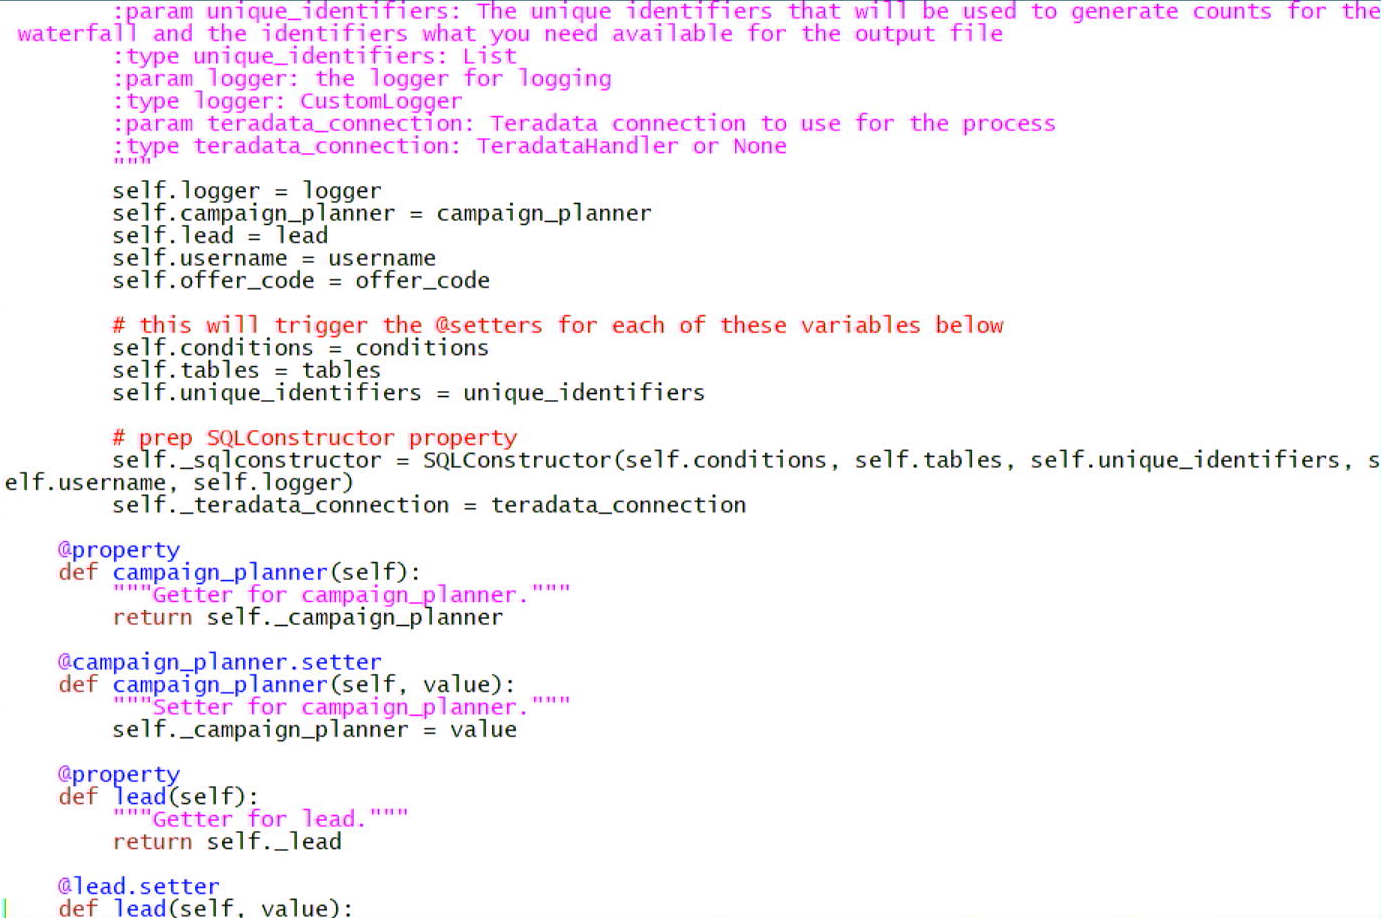 :param unique_identifiers: The unique identifiers that will be used to generate counts for the
waterfall and the identifiers what you need available for the output file
:type unique_identifiers: List
:param logger: the logger for logging
:type logger: CustomLogger
:param teradata_connection: Teradata connection to use for the process
:type teradata_connection: TeradataHandler or None
"""
self.logger = logger
self.campaign_planner = campaign_planner
self.lead = lead
self.username = username
self.offer_code = offer_code
# this will trigger the @setters for each of these variables below
self.conditions = conditions
self.tables = tables
self.unique_identifiers = unique_identifiers
# prep SQLConstructor property
self._sqlconstructor = SQLConstructor(self.conditions, self.tables, self.unique_identifiers, s
elf.username, self.logger)
self._teradata_connection = teradata_connection
@property
def campaign_planner(self):
"""Getter for campaign_planner."""
return self._campaign_planner
@campaign_planner.setter
def campaign_planner(self, value):
"""Setter for campaign_planner."""
self._campaign_planner = value
@property
def lead(self):
"""Getter for lead."""
return self._lead
@lead.setter
def lead(self, value):